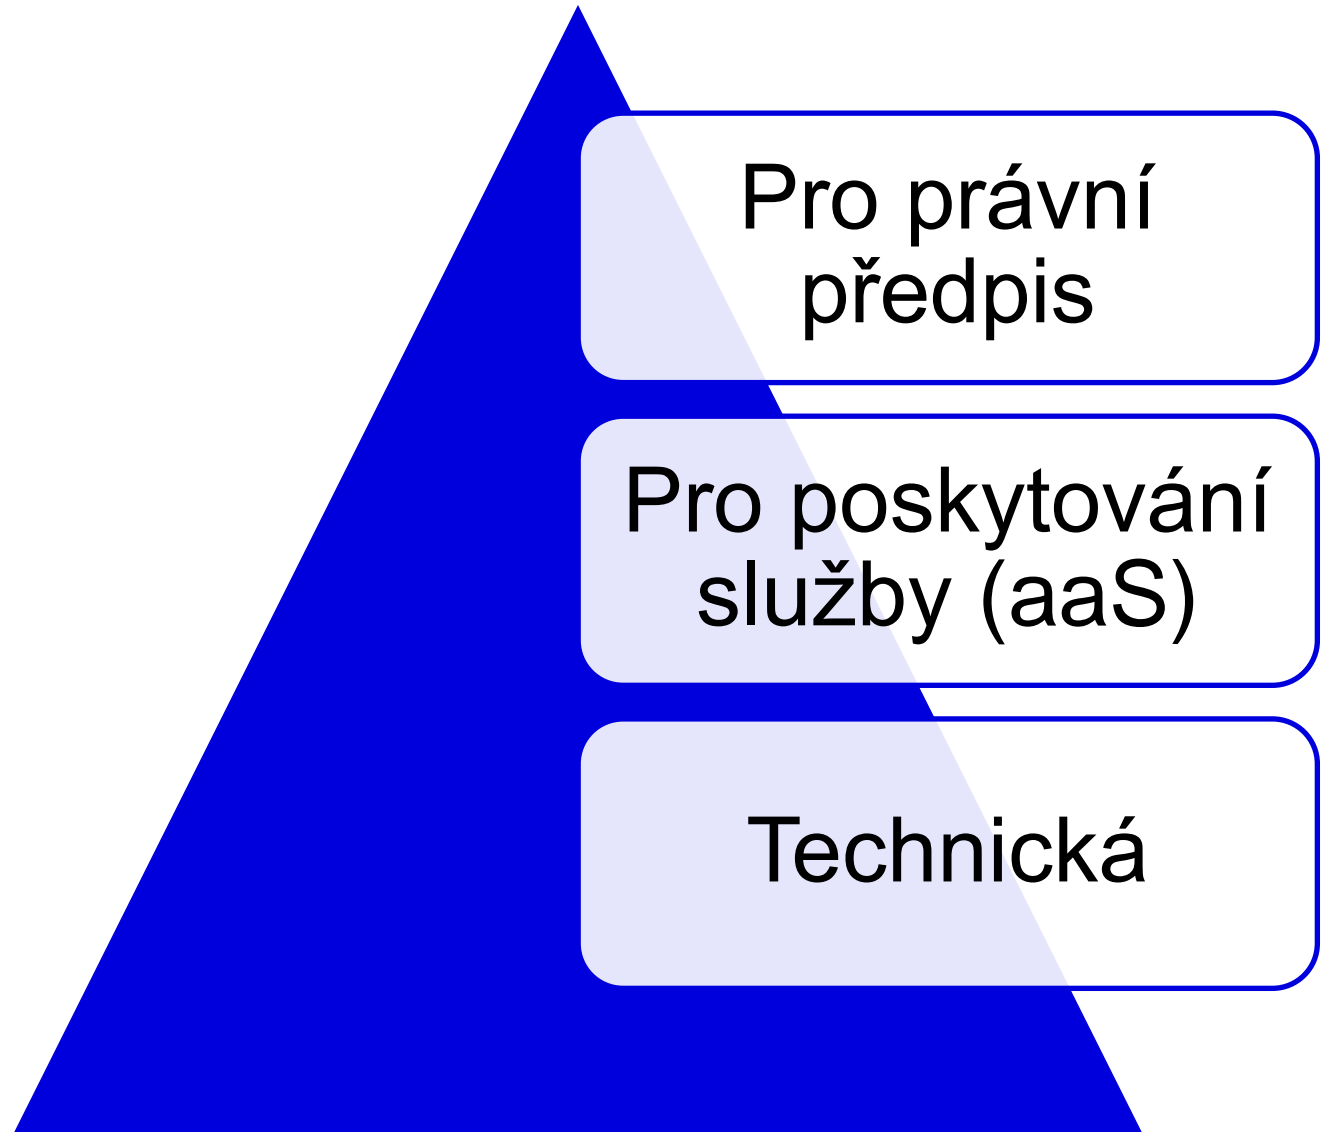 Pro právní
předpis
Pro poskytování
služby (aaS)
Technická